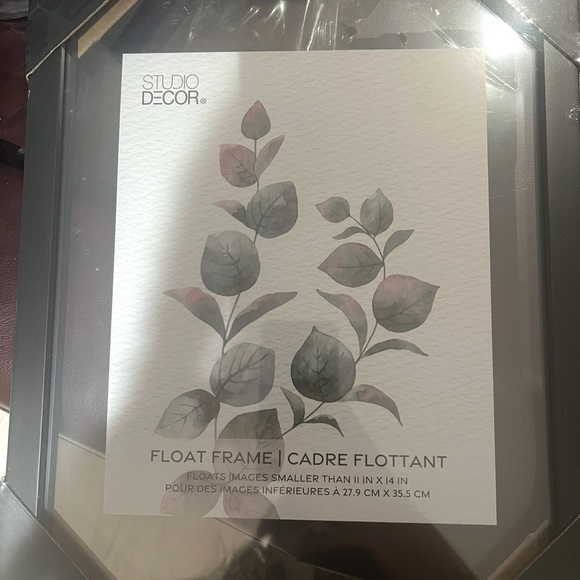 STUDIO
DECOR®
FLOAT FRAME | CADRE FLOTTANT
FLOATS IMAGES SMALLER THAN 11 IN X 14 IN
POUR DES IMAGES INFÉRIEURES À 27.9 CM X 35.5 CM